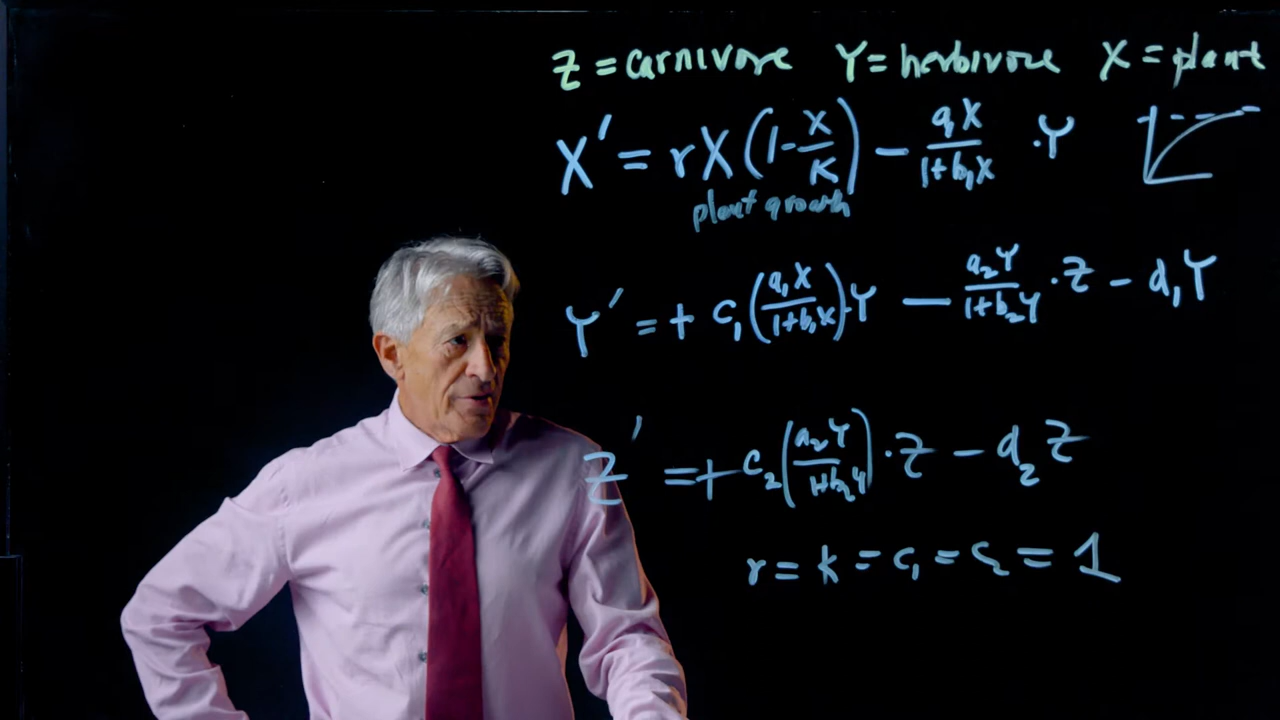 Z = carnivore Y = herbivore X = plant
X' = rX(1 - X/K) - a₁X/(1+b₁X) · Y
plant growth
Y' = + c₁(a₁X/(1+b₁X))·Y - a₂Y/(1+b₂Y) · Z - d₁Y
Z' = + c₂(a₂Y/(1+b₂Y)) · Z - d₂Z
r = k = c₁ = c₂ = 1